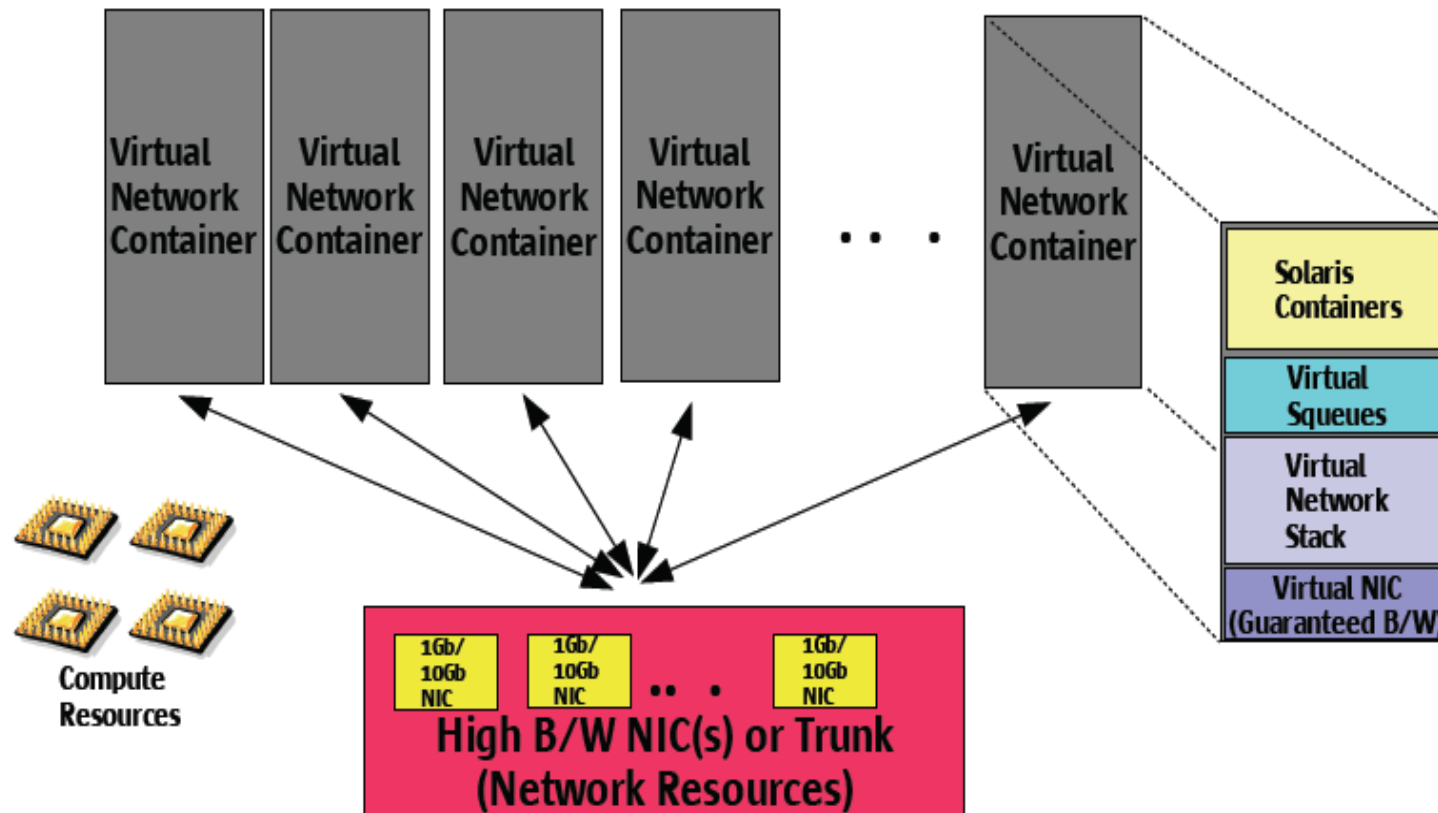 Virtual
Network
Container
Virtual
Network
Container
Virtual
Network
Container
Virtual
Network
Container
Virtual
Network
Container
Solaris
Containers
Virtual
Squeues
Virtual
Network
Stack
Virtual NIC
(Guaranteed B/W)
Compute
Resources
1Gb/
10Gb
NIC
1Gb/
10Gb
NIC
1Gb/
10Gb
NIC
High B/W NIC(s) or Trunk
(Network Resources)